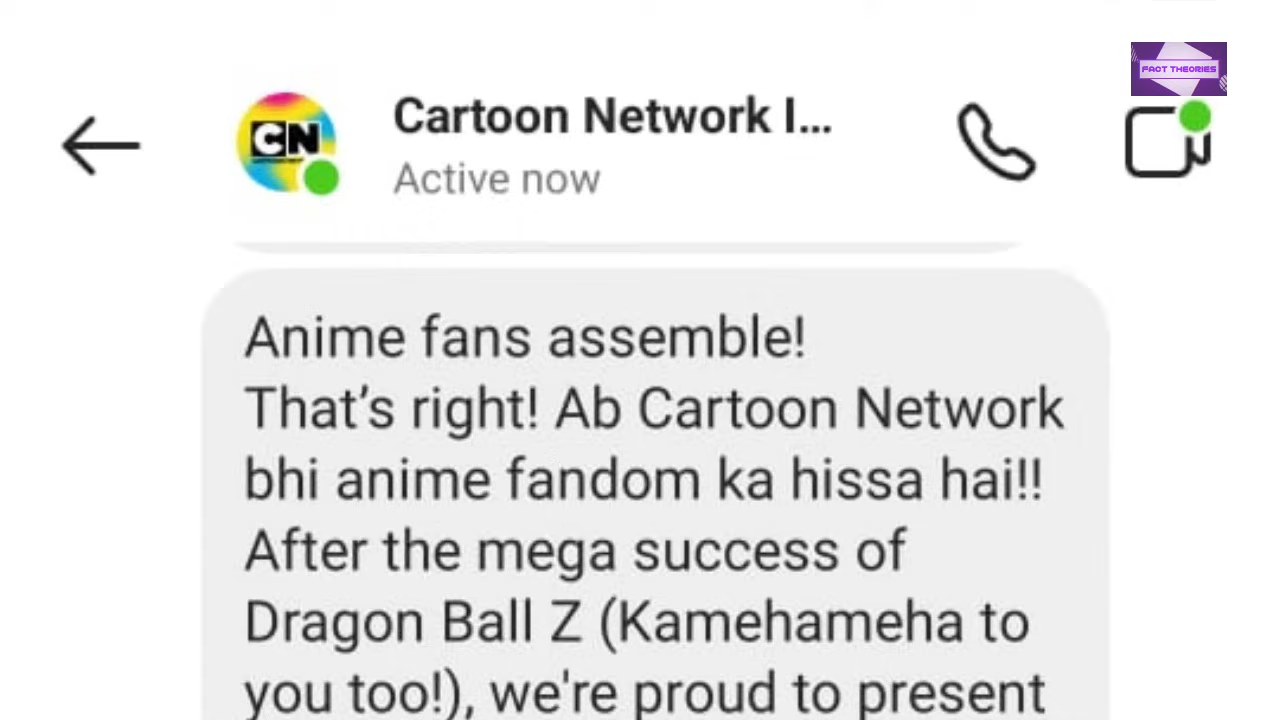 FACT THEORIES
CN
Cartoon Network I...
Active now
Anime fans assemble!
That's right! Ab Cartoon Network
bhi anime fandom ka hissa hai!!
After the mega success of
Dragon Ball Z (Kamehameha to
you too!), we're proud to present